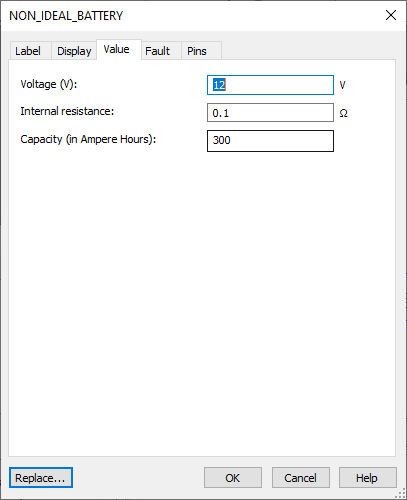 NON_IDEAL_BATTERY
Label Display Value Fault Pins
Voltage (V): 12 V
Internal resistance: 0.1 Ω
Capacity (in Ampere Hours): 300
Replace... OK Cancel Help